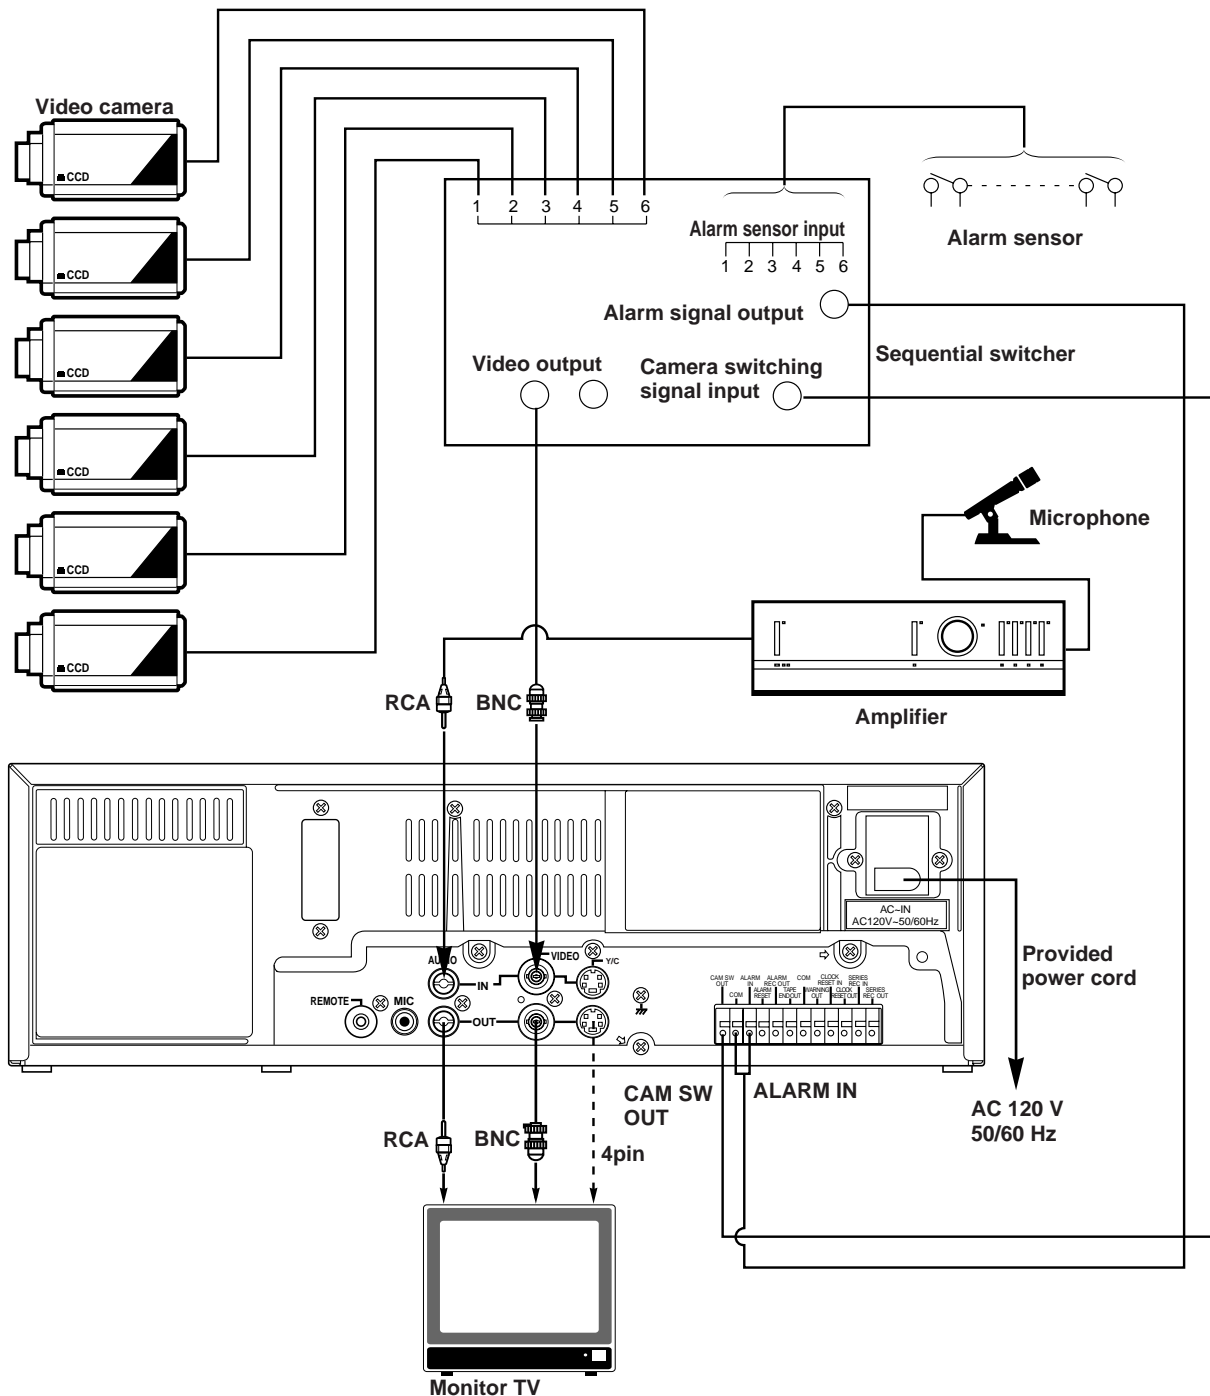 Video camera
CCD
CCD
CCD
CCD
CCD
CCD
1 2 3 4 5 6
Alarm sensor input
1 2 3 4 5 6
Alarm sensor
Alarm signal output
Sequential switcher
Video output
Camera switching
signal input
Microphone
Amplifier
RCA
BNC
AC~IN
AC120V~50/60Hz
Provided
power cord
AUDIO
VIDEO
Y/C
IN
REMOTE
MIC
OUT
CAM SW
OUT
COM
ALARM
IN
ALARM
RESET
ALARM
REC OUT
TAPE
END OUT
COM
WARNING
OUT
CLOCK
RESET IN
CLOCK
RESET OUT
SERIES
REC IN
SERIES
REC OUT
CAM SW
OUT
ALARM IN
AC 120 V
50/60 Hz
RCA
BNC
4pin
Monitor TV